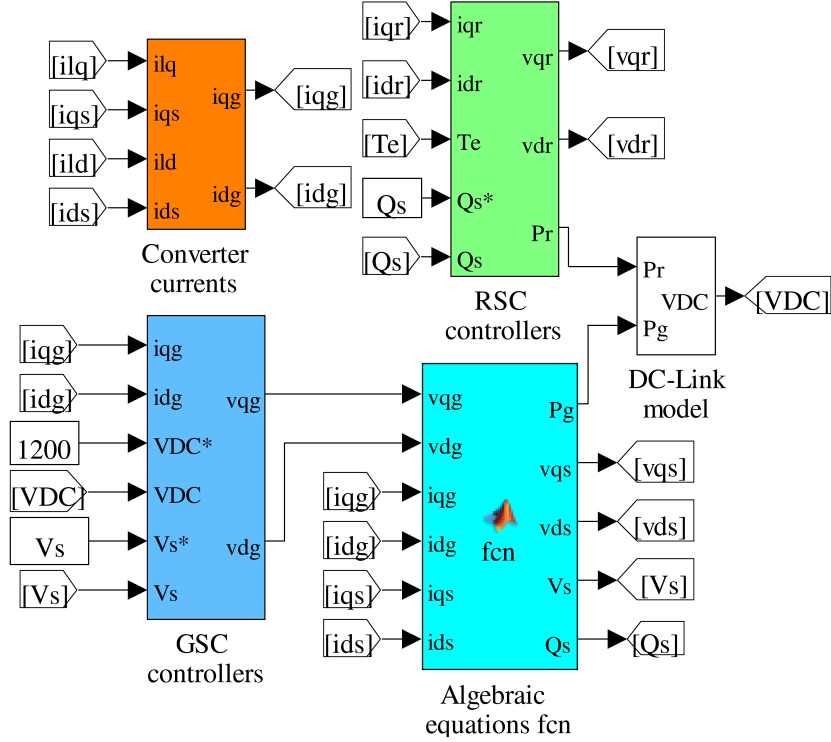 [ilq]
[iqs]
[ild]
[ids]
ilq
iqs
ild
ids
iqg
idg
[iqg]
[idg]
Converter
currents
[iqr]
[idr]
[Te]
Qs
[Qs]
iqr
idr
Te
Qs*
Qs
vqr
vdr
Pr
[vqr]
[vdr]
RSC
controllers
Pr
Pg
VDC
[VDC]
DC-Link
model
[iqg]
[idg]
1200
[VDC]
Vs
[Vs]
iqg
idg
VDC*
VDC
Vs*
Vs
vqg
vdg
GSC
controllers
[iqg]
[idg]
[iqs]
[ids]
vqg
vdg
iqg
idg
iqs
ids
fcn
Pg
vqs
vds
Vs
Qs
[vqs]
[vds]
[Vs]
[Qs]
Algebraic
equations fcn